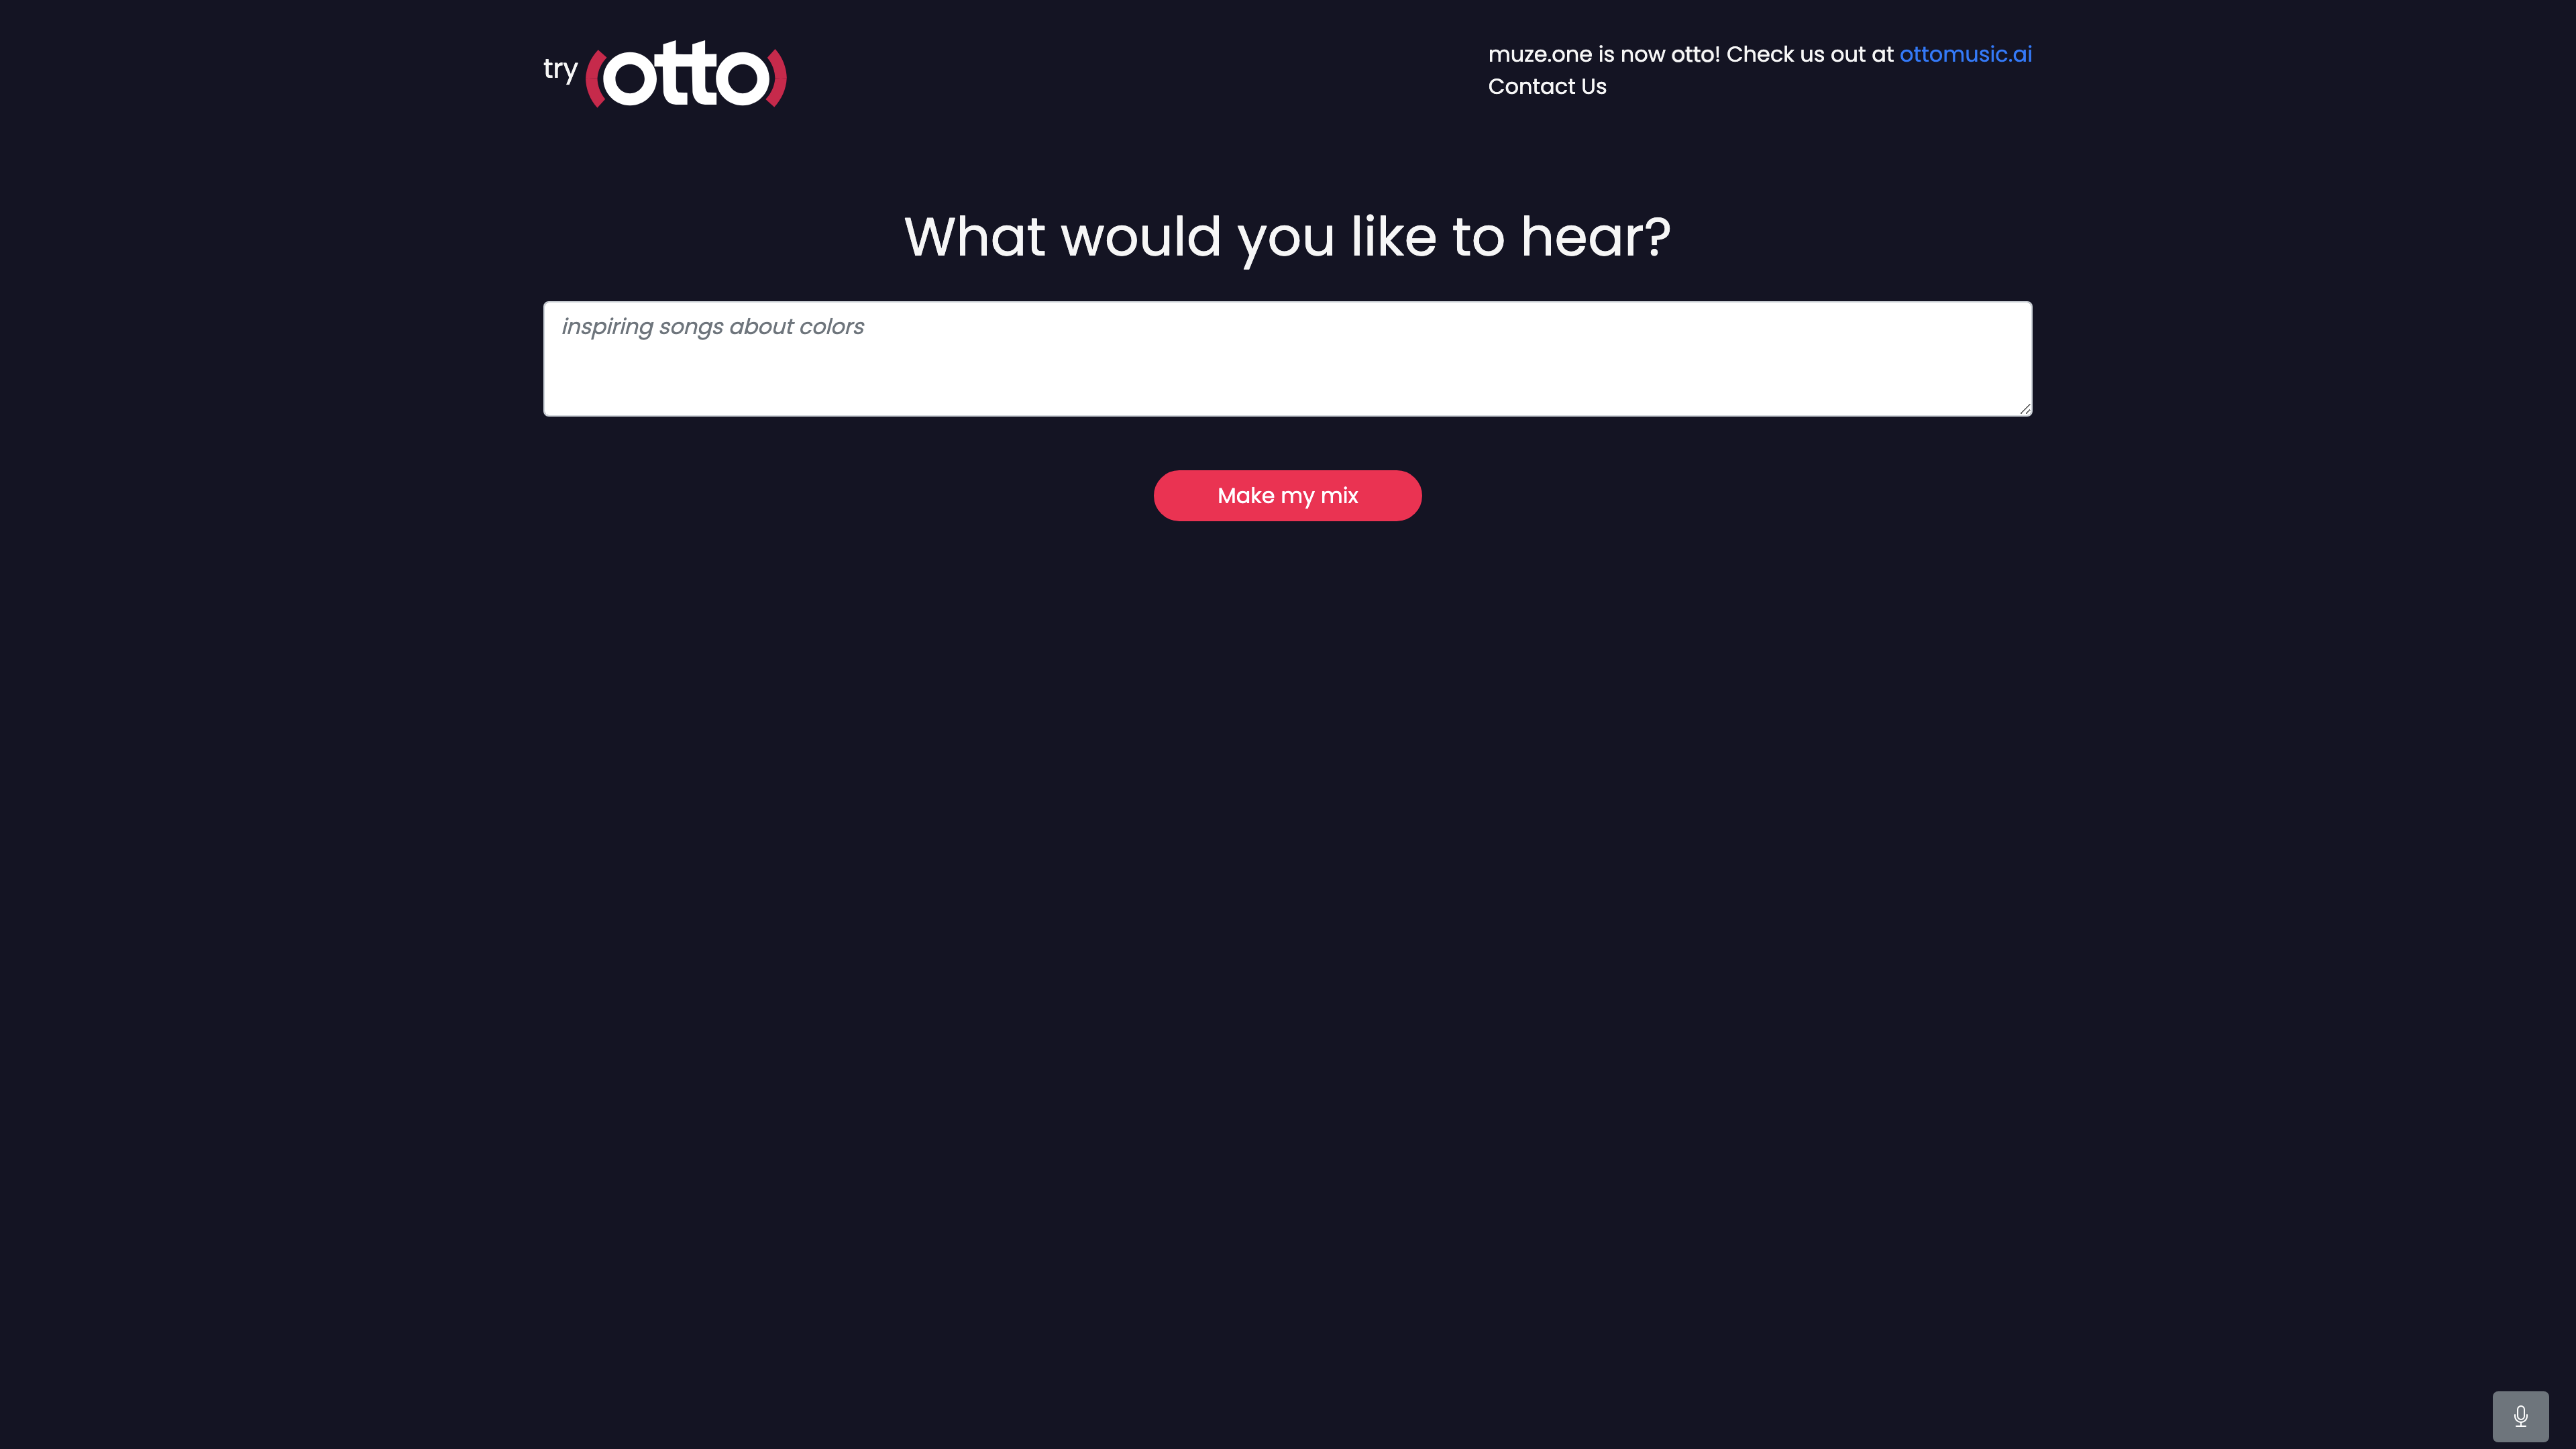 try (otto)
muze.one is now otto! Check us out at ottomusic.ai
Contact Us
What would you like to hear?
inspiring songs about colors
Make my mix